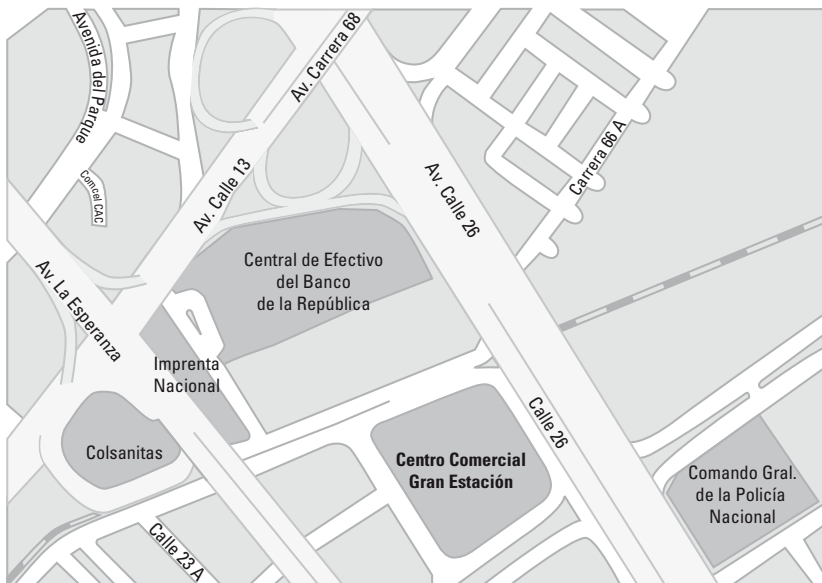 Avenida del Parque
Av. Carrera 68
Carrera 66 A
Comcel CAC
Av. Calle 13
Av. Calle 26
Central de Efectivo
del Banco
de la República
Av. La Esperanza
Imprenta
Nacional
Calle 26
Colsanitas
Centro Comercial
Gran Estación
Comando Gral.
de la Policía
Nacional
Calle 23 A